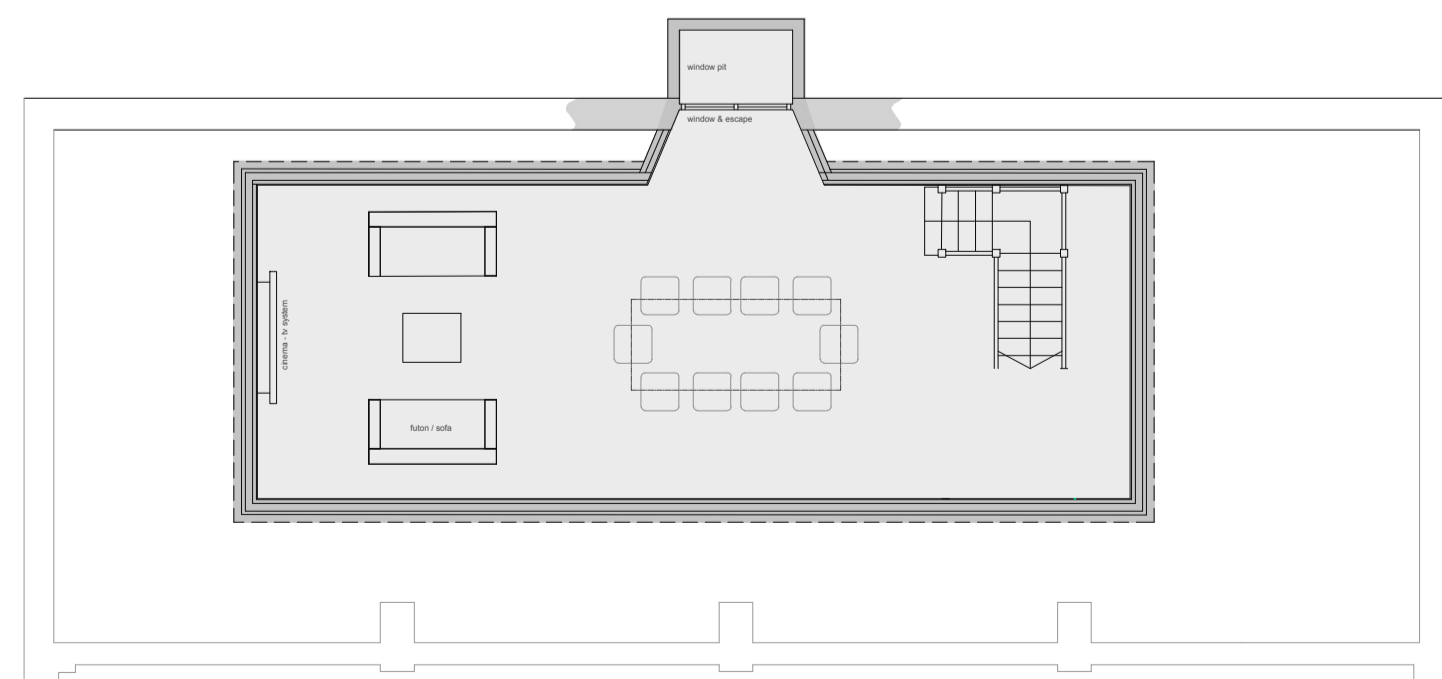 window pit
window & escape
cinema - tv system
futon / sofa